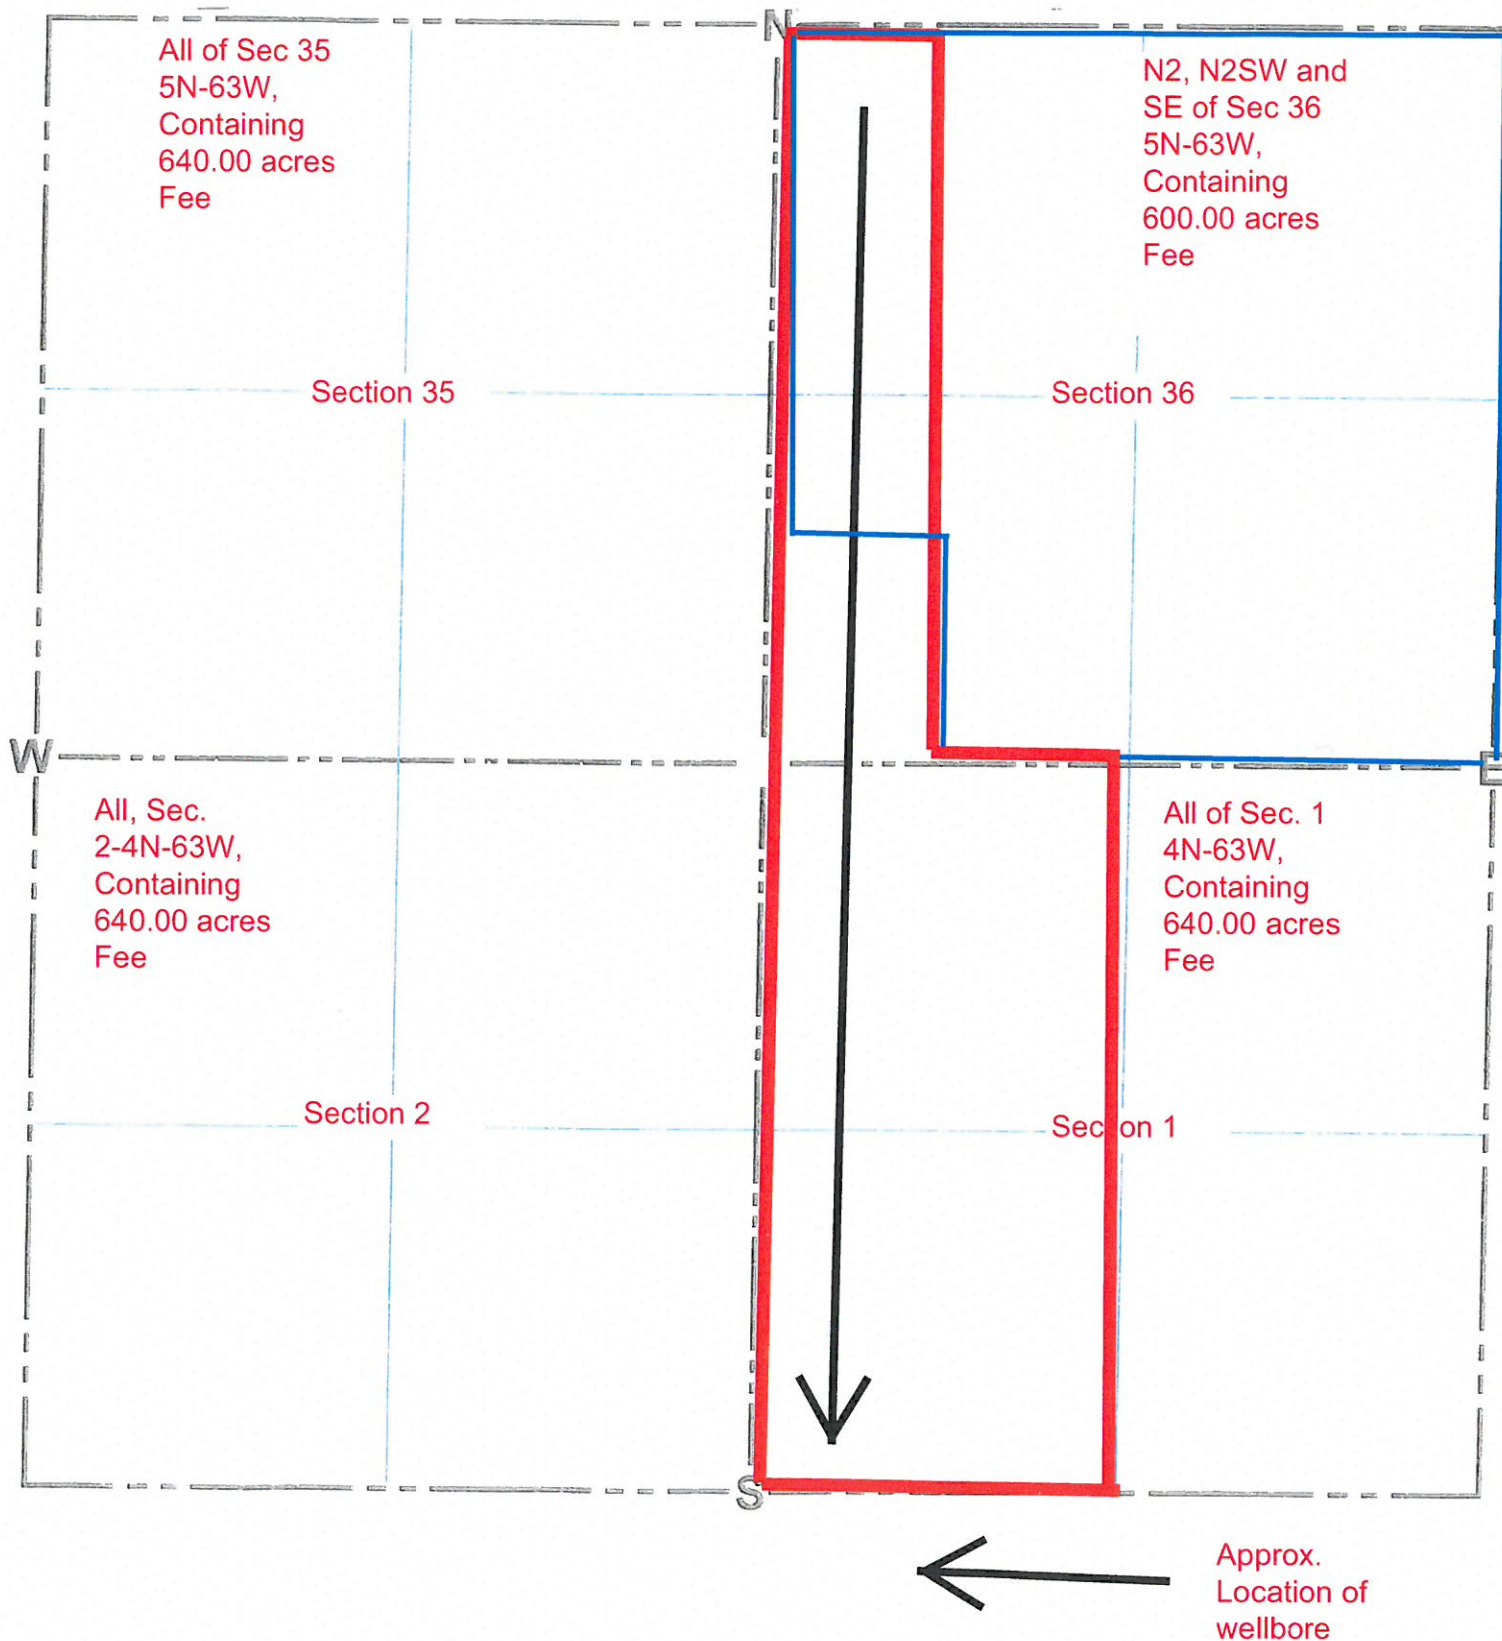 N
All of Sec 35
5N-63W,
Containing
640.00 acres
Fee
N2, N2SW and
SE of Sec 36
5N-63W,
Containing
600.00 acres
Fee
Section 35
Section 36
W
E
All, Sec.
2-4N-63W,
Containing
640.00 acres
Fee
All of Sec. 1
4N-63W,
Containing
640.00 acres
Fee
Section 2
Section 1
S
Approx.
Location of
wellbore